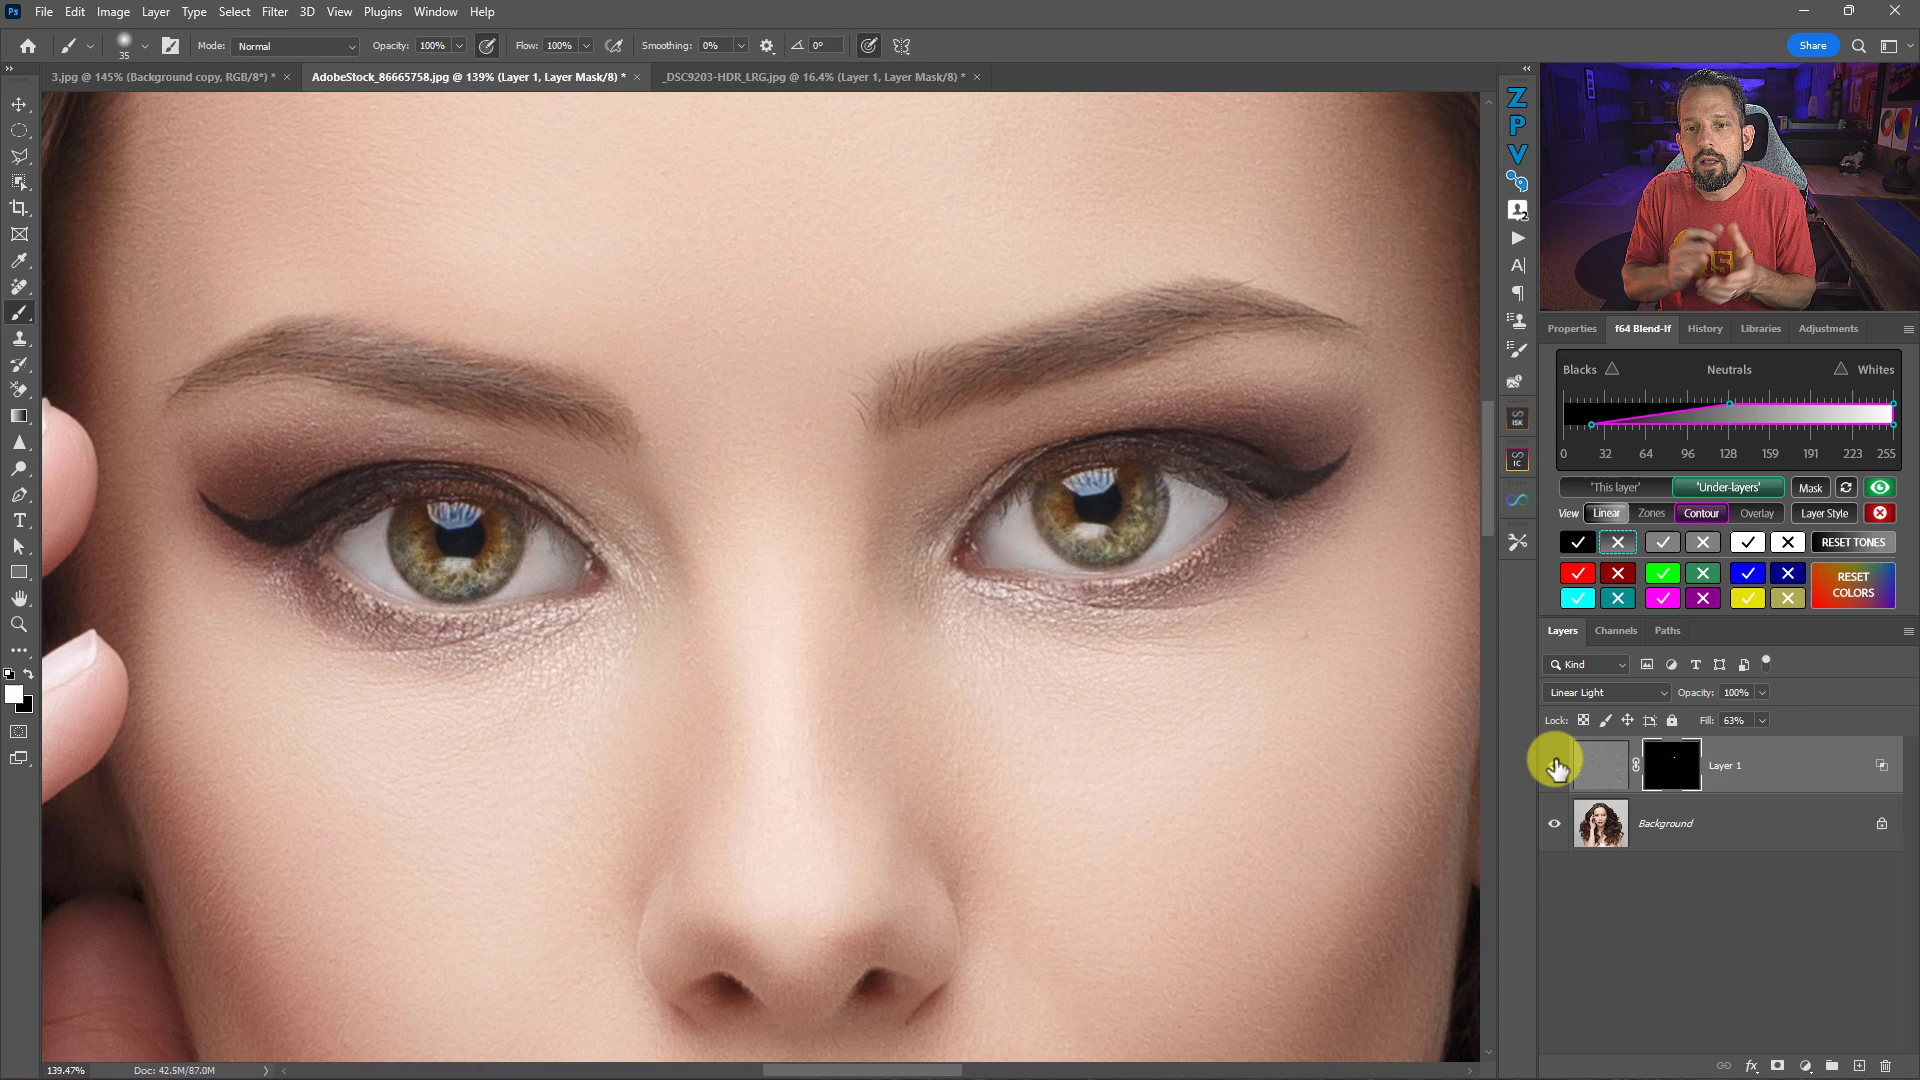 Ps File Edit Image Layer Type Select Filter 3D View Plugins Window Help
35 Mode: Normal Opacity: 100% Flow: 100% Smoothing: 0% 0° Share
3.jpg @ 145% (Background copy, RGB/8*) * AdobeStock_86665758.jpg @ 139% (Layer 1, Layer Mask/8) * _DSC9203-HDR_LRG.jpg @ 16.4% (Layer 1, Layer Mask/8) *
Z
P
V
A
ISK
IC
T
Properties f64 Blend-If History Libraries Adjustments
Blacks Neutrals Whites
0 32 64 96 128 159 191 223 255
'This layer' 'Under-layers' Mask
View Linear Zones Contour Overlay Layer Style
RESET TONES
RESET
COLORS
Layers Channels Paths
Kind T
Linear Light Opacity: 100%
Lock: Fill: 63%
Layer 1
Background
fx
139.47% Doc: 42.5M/87.0M